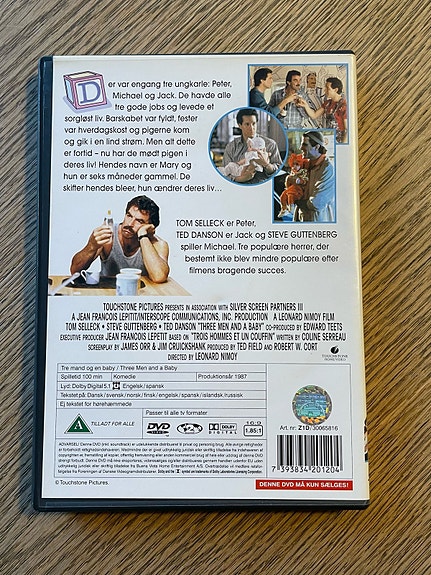 Der var engang tre ungkarle: Peter,
Michael og Jack. De havde alle
tre gode jobs og levede et
sorgløst liv. Barskabet var fyldt, fester
var hverdagskost og pigerne kom
og gik i en lind strøm. Men alt dette
er fortid – nu har de mødt pigen i
deres liv! Hendes navn er Mary og
hun er seks måneder gammel. De
skifter hendes bleer, hun ændrer deres liv...
TOM SELLECK er Peter,
TED DANSON er Jack og STEVE GUTTENBERG
spiller Michael. Tre populære herrer, der
bestemt ikke blev mindre populære efter
filmens bragende succes.
TOUCHSTONE PICTURES PRESENTS IN ASSOCIATION WITH SILVER SCREEN PARTNERS III
A JEAN FRANCOIS LEPITIT/INTERSCOPE COMMUNICATIONS, INC. PRODUCTION A LEONARD NIMOY FILM
TOM SELLECK • STEVE GUTTENBERG • TED DANSON "THREE MEN AND A BABY" CO-PRODUCED BY EDWARD TEETS
EXECUTIVE PRODUCER JEAN FRANCOIS LEPETIT BASED ON "TROIS HOMMES ET UN COUFFIN" WRITTEN BY COLINE SERREAU
SCREENPLAY BY JAMES ORR & JIM CRUICKSHANK PRODUCED BY TED FIELD AND ROBERT W. CORT
DIRECTED BY LEONARD NIMOY
Tre mand og en baby / Three Men and a Baby
Spilletid 100 min Komedie Produktionsår 1987
Lyd: Dolby Digital 5.1 Engelsk/spansk
Tekstet på: Dansk/svensk/norsk/finsk/engelsk/spansk/islandsk/russisk
Ej tekstet for hørehæmmede
Passer til alle tv formater
A TILLADT FOR ALLE
DVD VIDEO 2 DOLBY DIGITAL 1.85:1
Art. nr: Z1D/30065816
7 393834 201204
DENNE DVD MÅ KUN SÆLGES!
© Touchstone Pictures.